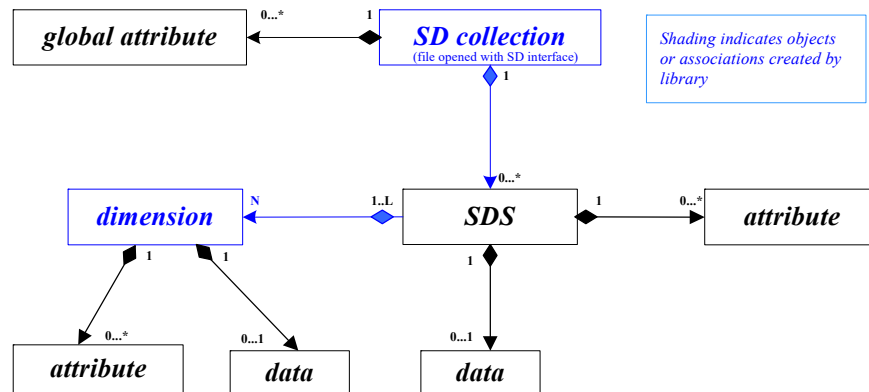 0...*
1
global attribute
SD collection
(file opened with SD interface)
Shading indicates objects
or associations created by
library
1
0...*
N
1..L
1
0...*
dimension
SDS
attribute
1
1
1
0...*
0...1
0...1
attribute
data
data